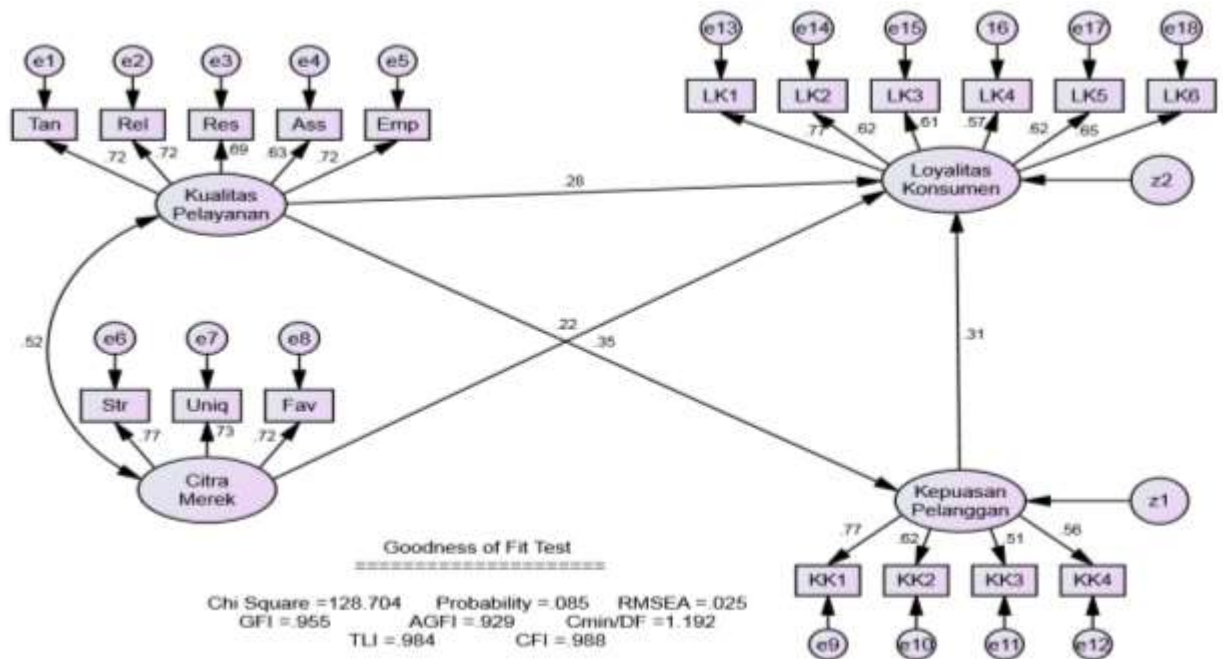 e1 e2 e3 e4 e5
Tan Rel Res Ass Emp
.72 .72 .69 .63 .72
Kualitas
Pelayanan
e13 e14 e15 16 e17 e18
LK1 LK2 LK3 LK4 LK5 LK6
.77 .62 .61 .57 .62 .65
Loyalitas
Konsumen
z2
.28
.52
.22
.35
.31
e6 e7 e8
Str Uniq Fav
.77 .73 .72
Citra
Merek
Kepuasan
Pelanggan
z1
.77 .62 .51 .56
KK1 KK2 KK3 KK4
e9 e10 e11 e12
Goodness of Fit Test
======================
Chi Square =128.704 Probability =.085 RMSEA =.025
GFI =.955 AGFI =.929 Cmin/DF =1.192
TLI =.984 CFI =.988